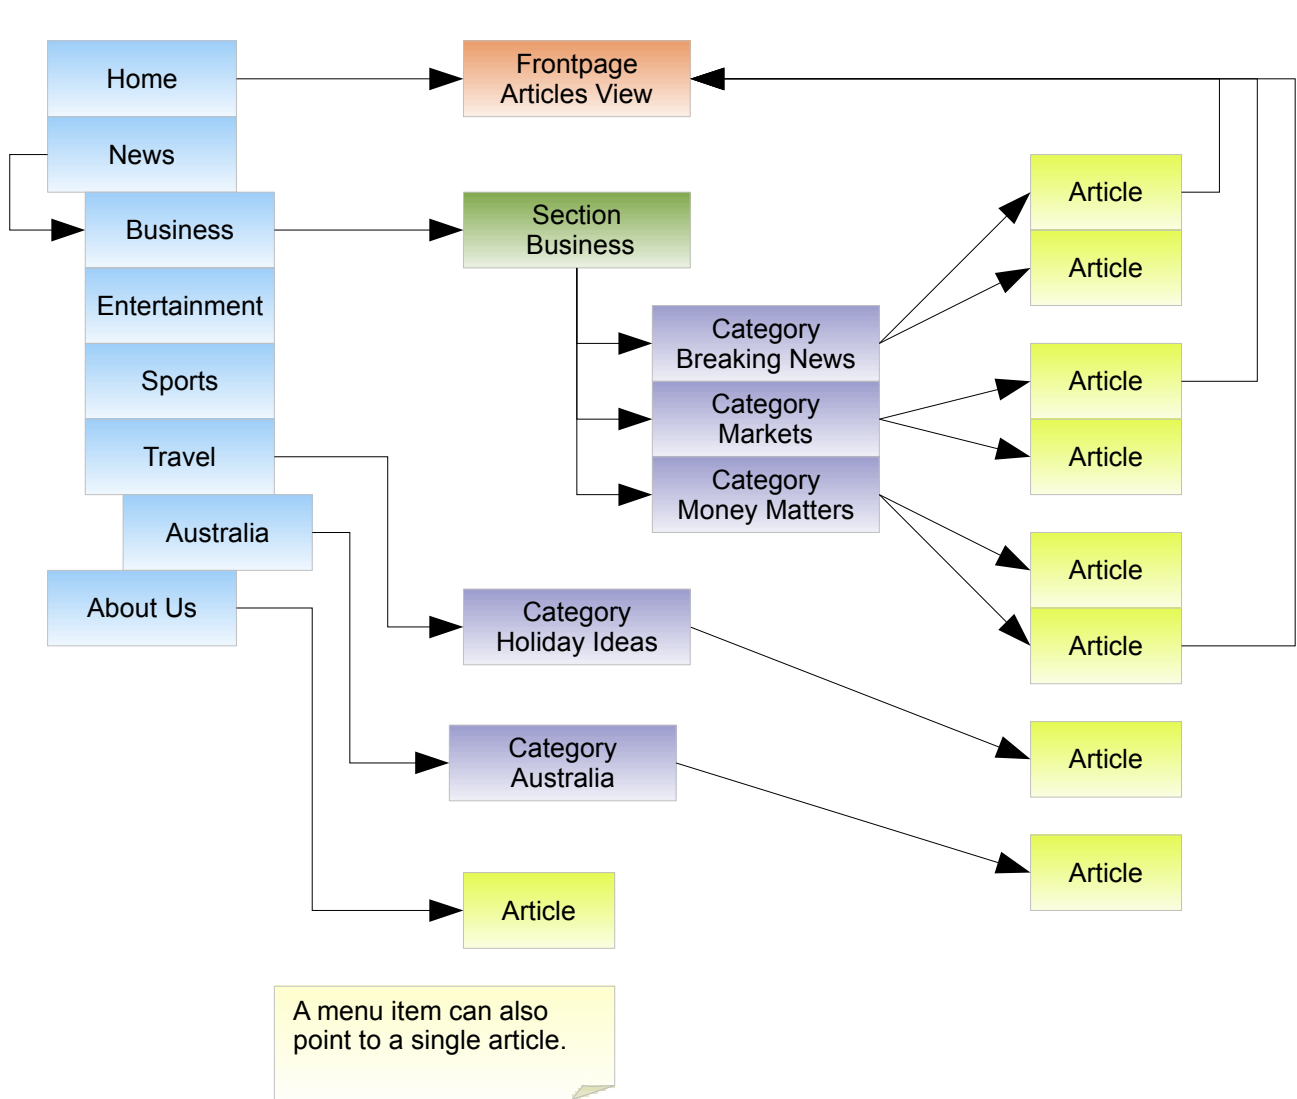 Home
News
Business
Entertainment
Sports
Travel
Australia
About Us
Frontpage
Articles View
Section
Business
Category
Breaking News
Category
Markets
Category
Money Matters
Category
Holiday Ideas
Category
Australia
Article
Article
Article
Article
Article
Article
Article
Article
Article
A menu item can also
point to a single article.